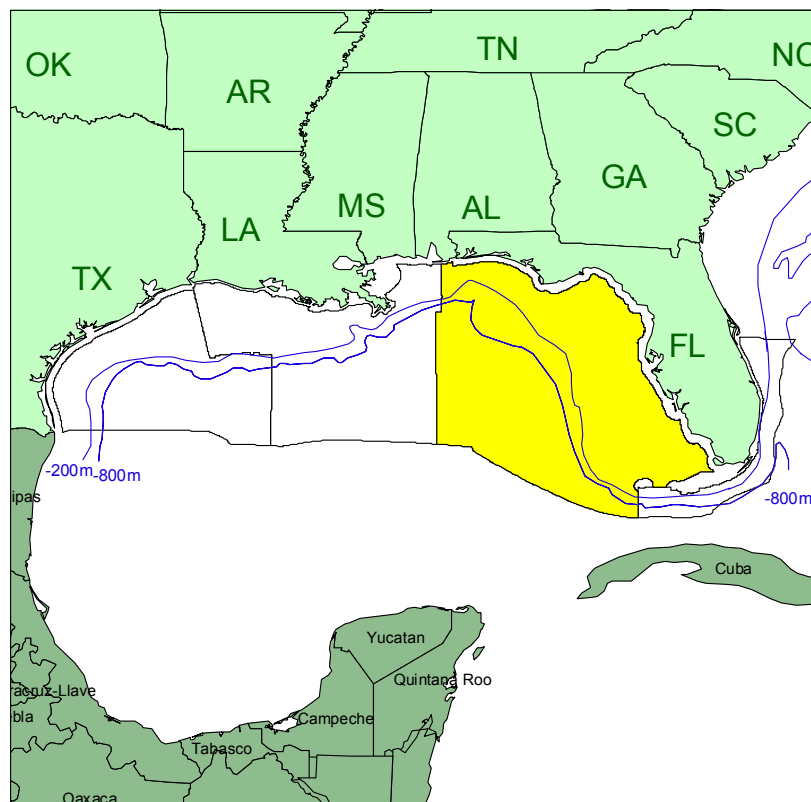 OK
TN
NC
AR
SC
GA
MS
AL
LA
TX
FL
-200m
-800m
-800m
ipas
Cuba
Yucatan
Quintana Roo
racruz-Llave
ebla
Campeche
Tabasco
Oaxaca